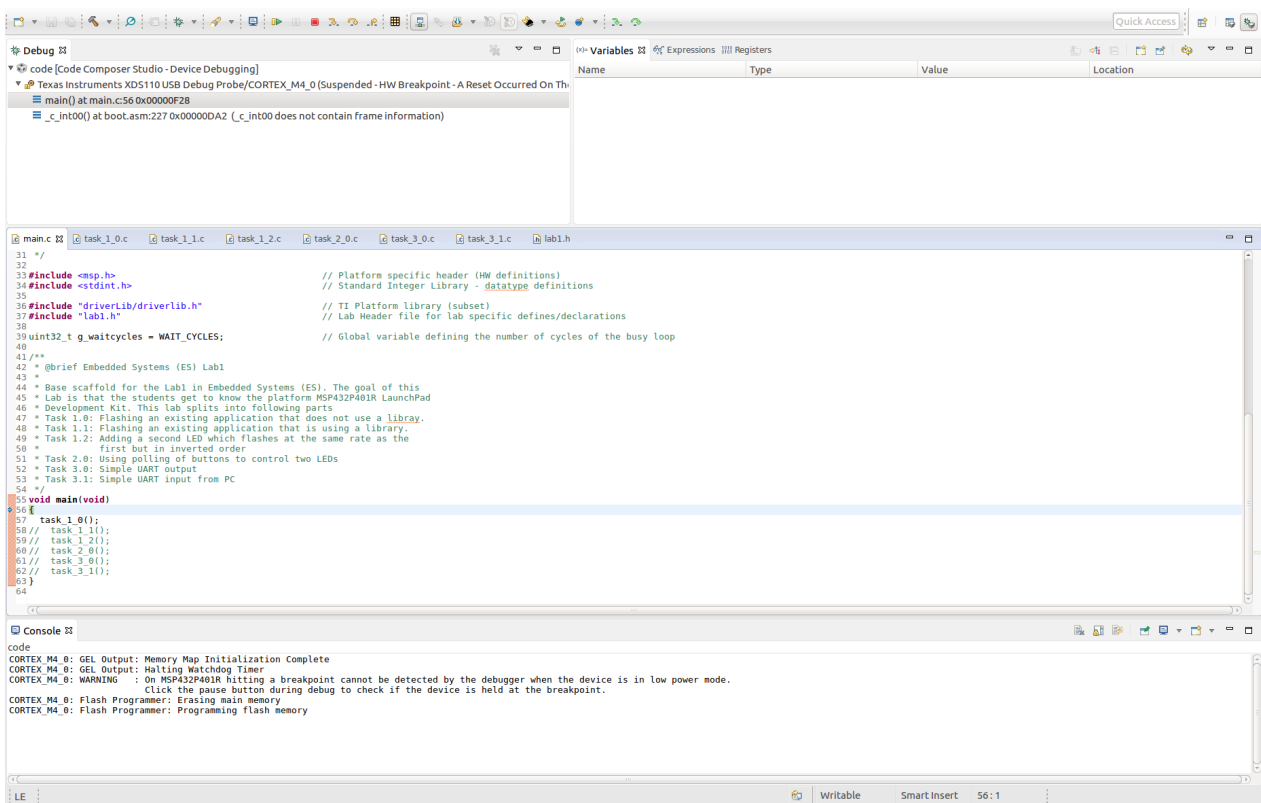 Quick Access
Debug
(x)= Variables Expressions Registers
code [Code Composer Studio - Device Debugging]
Name Type Value Location
Texas Instruments XDS110 USB Debug Probe/CORTEX_M4_0 (Suspended - HW Breakpoint - A Reset Occurred On The
main() at main.c:56 0x00000F28
_c_int00() at boot.asm:227 0x00000DA2 (_c_int00 does not contain frame information)
main.c task_1_0.c task_1_1.c task_1_2.c task_2_0.c task_3_0.c task_3_1.c lab1.h
31 */
32
33 #include <msp.h> // Platform specific header (HW definitions)
34 #include <stdint.h> // Standard Integer Library - datatype definitions
35
36 #include "driverLib/driverlib.h" // TI Platform library (subset)
37 #include "lab1.h" // Lab Header file for lab specific defines/declarations
38
39 uint32_t g_waitcycles = WAIT_CYCLES; // Global variable defining the number of cycles of the busy loop
40
41 /**
42 * @brief Embedded Systems (ES) Lab1
43 *
44 * Base scaffold for the Lab1 in Embedded Systems (ES). The goal of this
45 * Lab is that the students get to know the platform MSP432P401R LaunchPad
46 * Development Kit. This lab splits into following parts
47 * Task 1.0: Flashing an existing application that does not use a libray.
48 * Task 1.1: Flashing an existing application that is using a library.
49 * Task 1.2: Adding a second LED which flashes at the same rate as the
50 * first but in inverted order
51 * Task 2.0: Using polling of buttons to control two LEDs
52 * Task 3.0: Simple UART output
53 * Task 3.1: Simple UART input from PC
54 */
55 void main(void)
56 {
57 task_1_0();
58 // task_1_1();
59 // task_1_2();
60 // task_2_0();
61 // task_3_0();
62 // task_3_1();
63 }
64
Console
code
CORTEX_M4_0: GEL Output: Memory Map Initialization Complete
CORTEX_M4_0: GEL Output: Halting Watchdog Timer
CORTEX_M4_0: WARNING : On MSP432P401R hitting a breakpoint cannot be detected by the debugger when the device is in low power mode.
Click the pause button during debug to check if the device is held at the breakpoint.
CORTEX_M4_0: Flash Programmer: Erasing main memory
CORTEX_M4_0: Flash Programmer: Programming flash memory
LE Writable Smart Insert 56 : 1